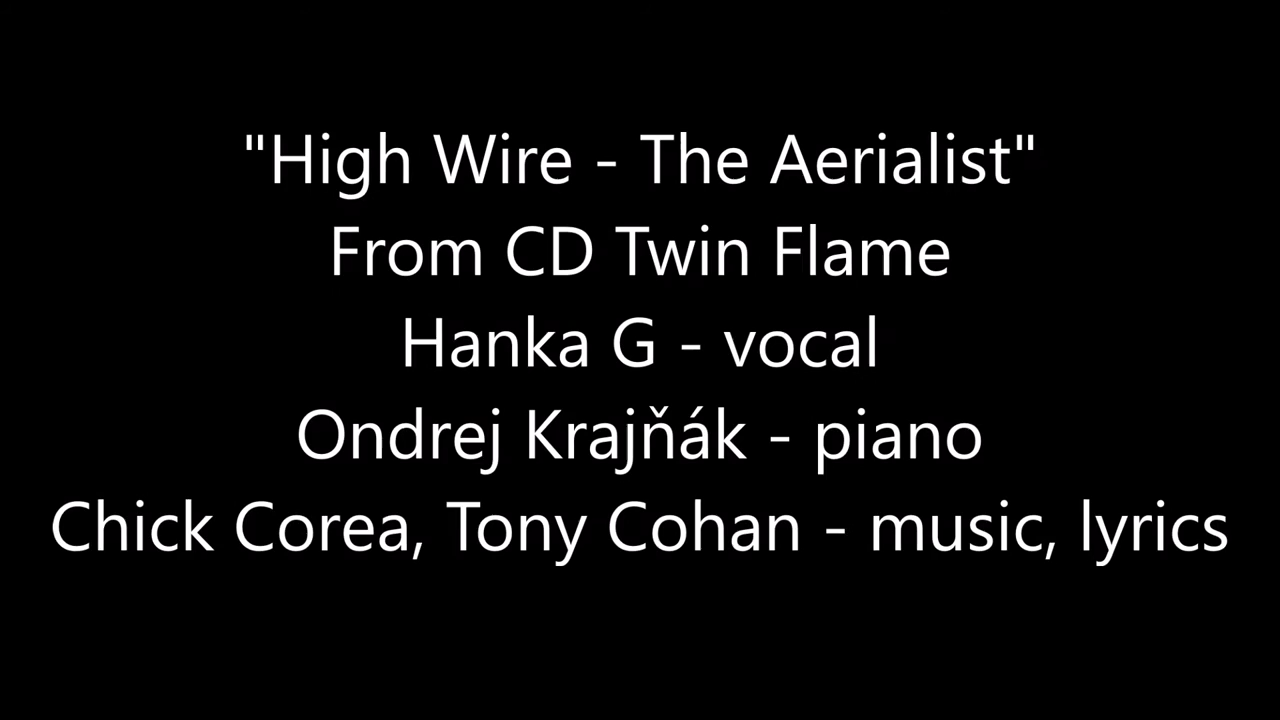 "High Wire - The Aerialist"
From CD Twin Flame
Hanka G - vocal
Ondrej Krajňák - piano
Chick Corea, Tony Cohan - music, lyrics